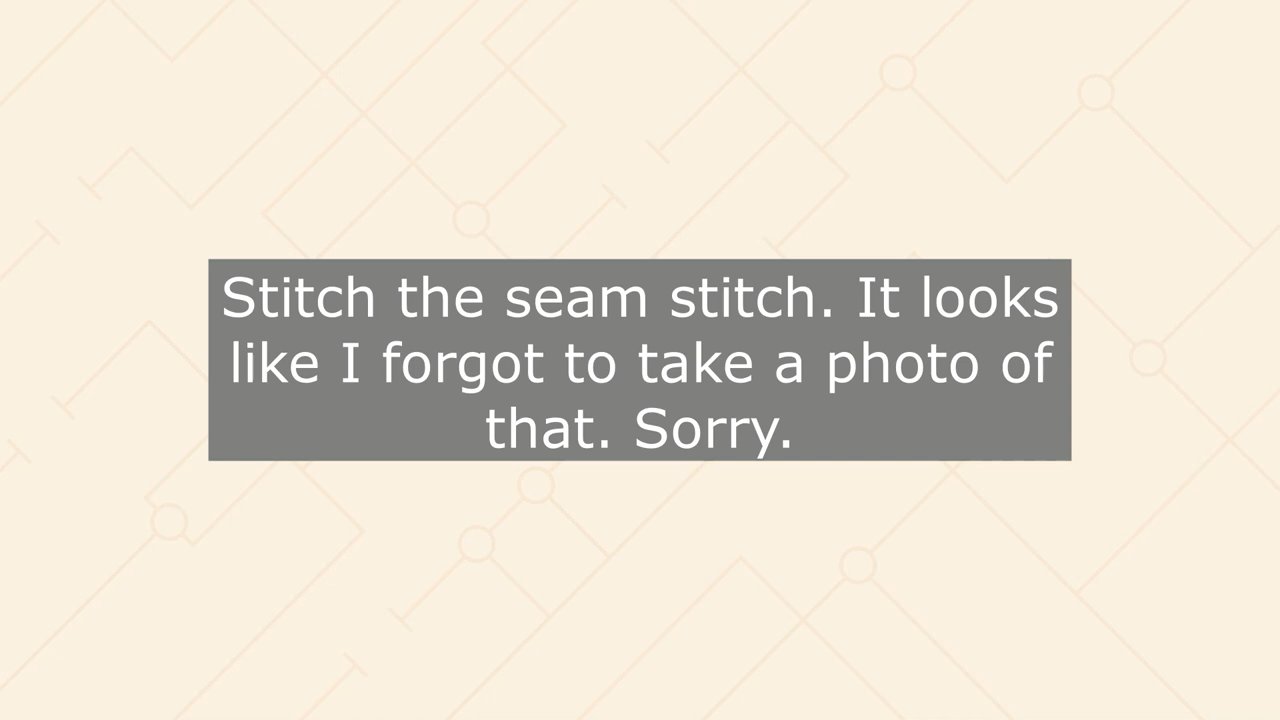 Stitch the seam stitch. It looks
like I forgot to take a photo of
that. Sorry.